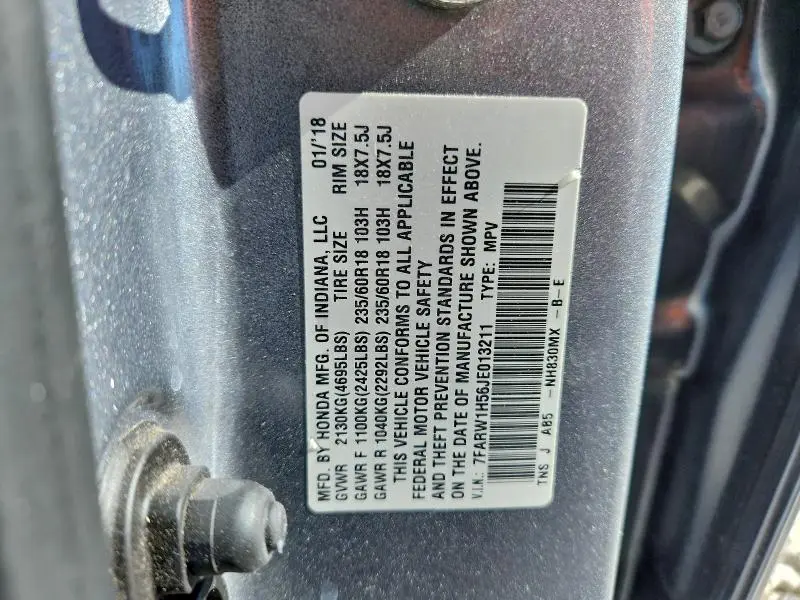 MFD. BY HONDA MFG. OF INDIANA, LLC 01/'18
GVWR 2130KG(4695LBS) TIRE SIZE RIM SIZE
GAWR F 1100KG(2425LBS) 235/60R18 103H 18X7.5J
GAWR R 1040KG(2292LBS) 235/60R18 103H 18X7.5J
THIS VEHICLE CONFORMS TO ALL APPLICABLE
FEDERAL MOTOR VEHICLE SAFETY
AND THEFT PREVENTION STANDARDS IN EFFECT
ON THE DATE OF MANUFACTURE SHOWN ABOVE.
V.I.N.: 7FARW1H56JE013211 TYPE: MPV
TNS J A85 -NH830MX -B-E